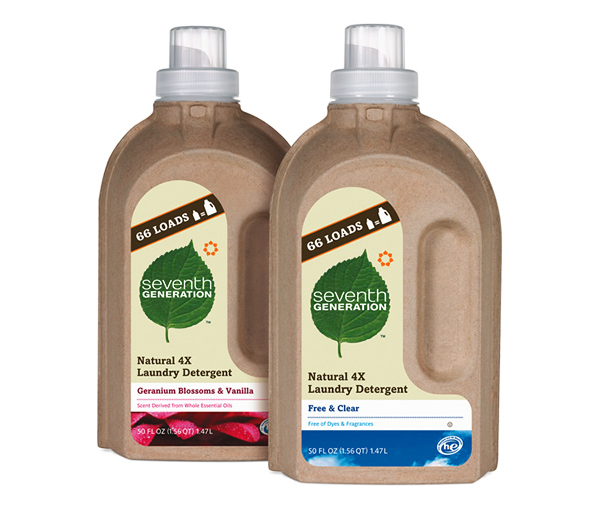 66 LOADS
seventh
GENERATION
™
Natural 4X
Laundry Detergent
Geranium Blossoms & Vanilla
Scent Derived from Whole Essential Oils
50 FL OZ (1.56 QT) 1.47L
66 LOADS
seventh
GENERATION
™
Natural 4X
Laundry Detergent
Free & Clear
Free of Dyes & Fragrances
he
50 FL OZ (1.56 QT) 1.47L